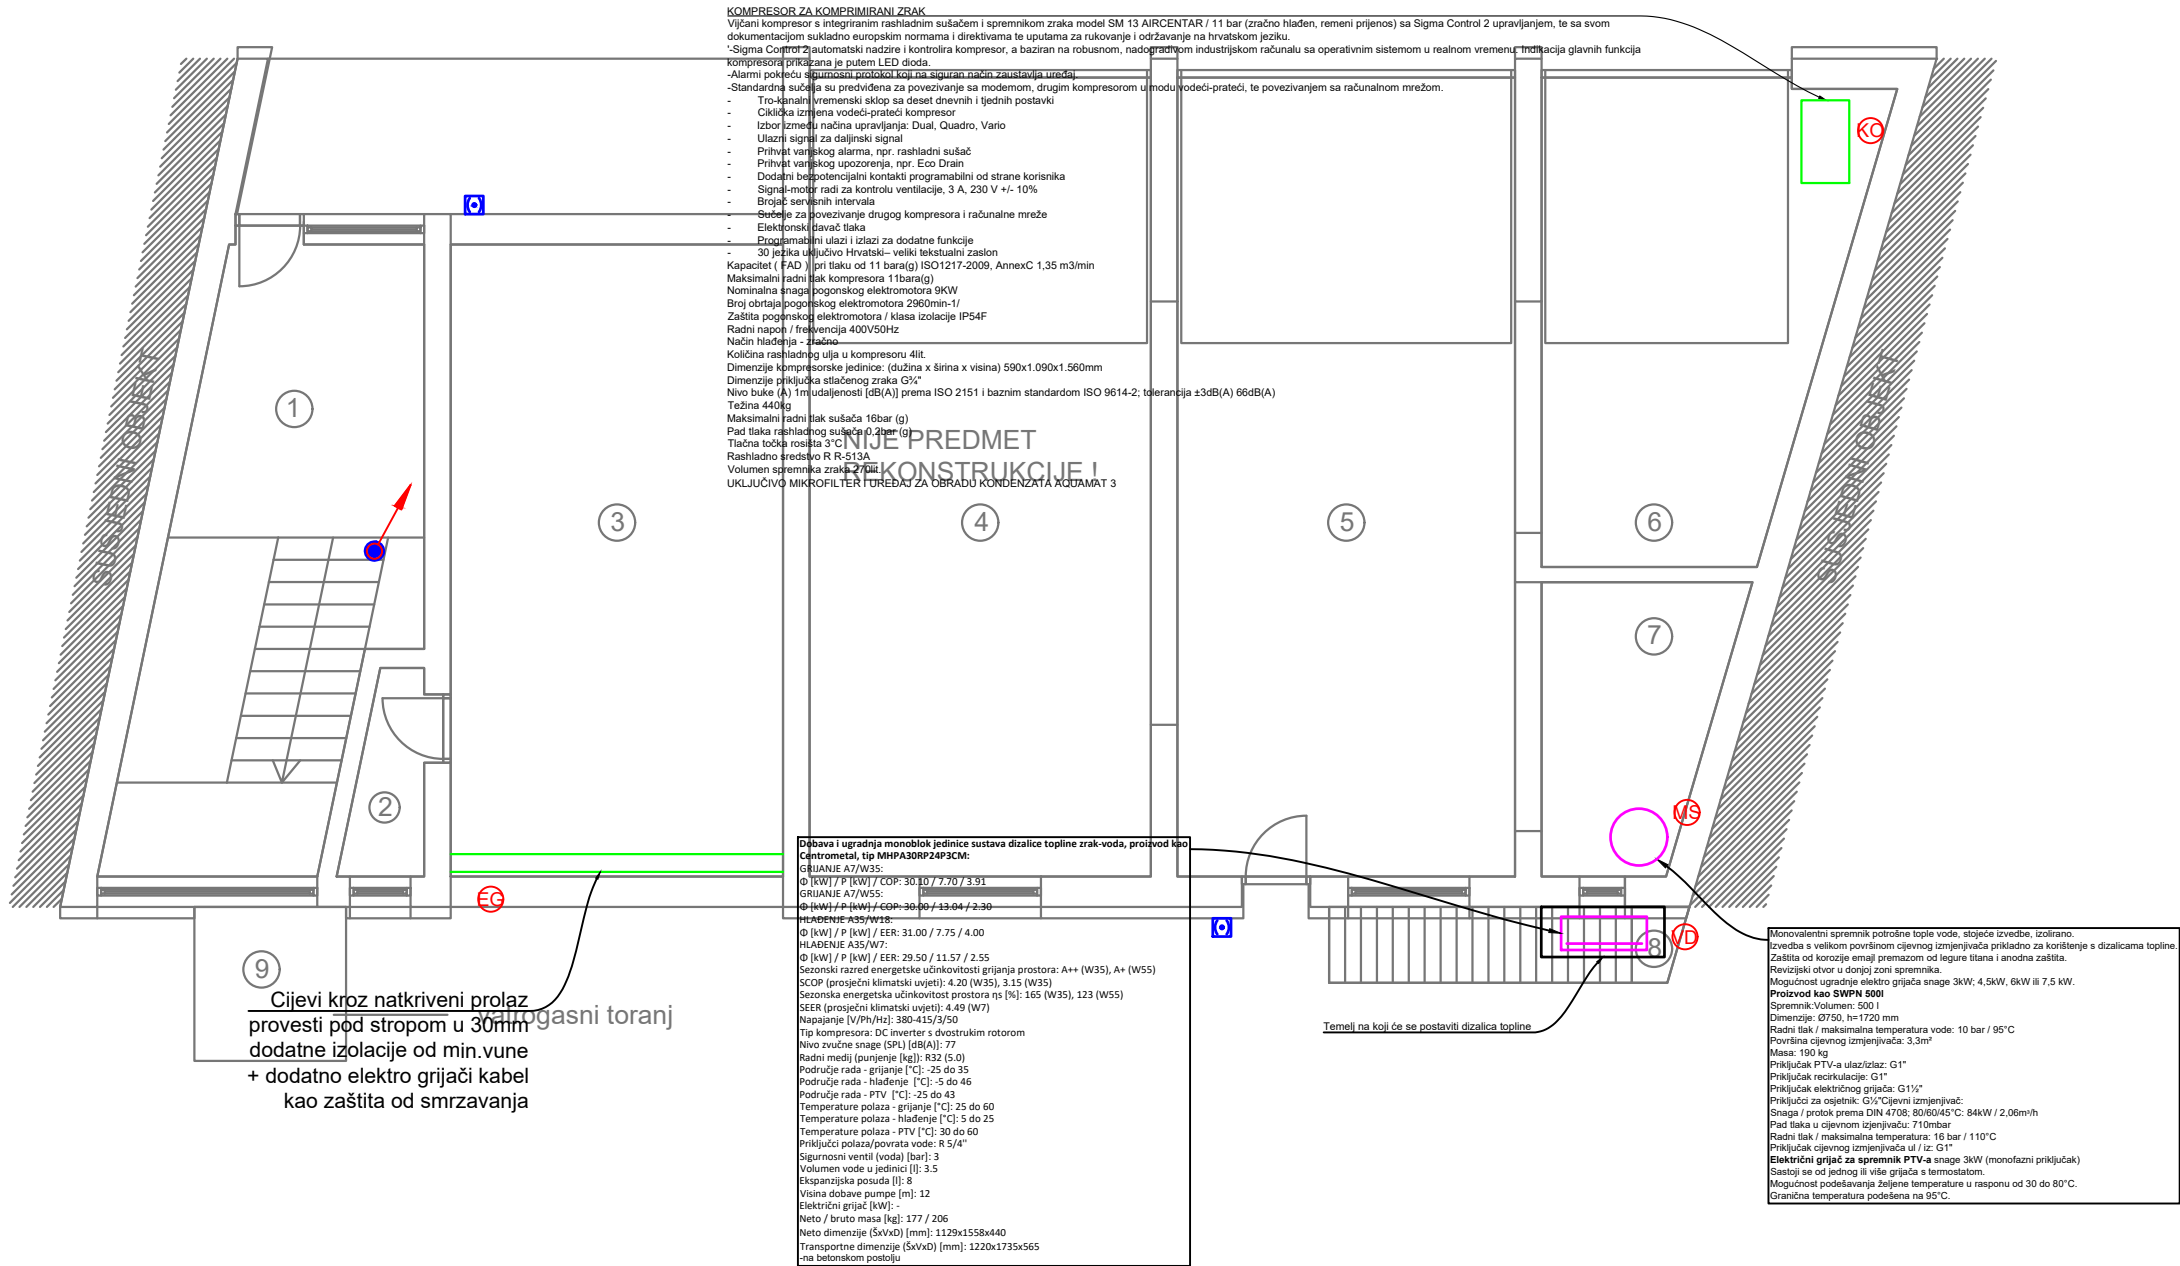 KOMPRESOR ZA KOMPRIMIRANI ZRAK
Vijčani kompresor s integriranim rashladnim sušačem i spremnikom zraka model SM 13 AIRCENTAR / 11 bar (zračno hlađen, remeni prijenos) sa Sigma Control 2 upravljanjem, te sa svom
dokumentacijom sukladno europskim normama i direktivama te uputama za rukovanje i održavanje na hrvatskom jeziku.
'-Sigma Control 2 automatski nadzire i kontrolira kompresor, a baziran na robusnom, nadogradivom industrijskom računalu sa operativnim sistemom u realnom vremenu. Indikacija glavnih funkcija
kompresora prikazana je putem LED dioda.
-Alarmi pokreću sigurnosni protokol koji na siguran način zaustavlja uređaj.
-Standardna sučelja su predviđena za povezivanje sa modemom, drugim kompresorom u modu vodeći-prateći, te povezivanjem sa računalnom mrežom.
- Tro-kanalni vremenski sklop sa deset dnevnih i tjednih postavki
- Ciklička izmjena vodeći-prateći kompresor
- Izbor između načina upravljanja: Dual, Quadro, Vario
- Ulazni signal za daljinski signal
- Prihvat vanjskog alarma, npr. rashladni sušač
- Prihvat vanjskog upozorenja, npr. Eco Drain
- Dodatni bezpotencijalni kontakti programabilni od strane korisnika
- Signal-motor radi za kontrolu ventilacije, 3 A, 230 V +/- 10%
- Brojač servisnih intervala
- Sučelje za povezivanje drugog kompresora i računalne mreže
- Elektronski davač tlaka
- Programabilni ulazi i izlazi za dodatne funkcije
- 30 jezika uključivo Hrvatski– veliki tekstualni zaslon
Kapacitet ( FAD ) pri tlaku od 11 bara(g) ISO1217-2009, AnnexC 1,35 m3/min
Maksimalni radni tlak kompresora 11bara(g)
Nominalna snaga pogonskog elektromotora 9KW
Broj obrtaja pogonskog elektromotora 2960min-1/
Zaštita pogonskog elektromotora / klasa izolacije IP54F
Radni napon / frekvencija 400V50Hz
Način hlađenja - zračno
Količina rashladnog ulja u kompresoru 4lit.
Dimenzije kompresorske jedinice: (dužina x širina x visina) 590x1.090x1.560mm
Dimenzije priključka stlačenog zraka G¾"
Nivo buke (A) 1m udaljenosti [dB(A)] prema ISO 2151 i baznim standardom ISO 9614-2; tolerancija ±3dB(A) 66dB(A)
Težina 440kg
Maksimalni radni tlak sušača 16bar (g)
Pad tlaka rashladnog sušača 0,2bar (g)
Tlačna točka rosišta 3°C
Rashladno sredstvo R R-513A
Volumen spremnika zraka 270lit.
UKLJUČIVO MIKROFILTER I UREĐAJ ZA OBRADU KONDENZATA AQUAMAT 3
NIJE PREDMET
REKONSTRUKCIJE !
SUSJEDNI OBJEKT
SUSJEDNI OBJEKT
KO
1
3
4
5
6
7
2
MS
EG
VD
8
9
vatrogasni toranj
Cijevi kroz natkriveni prolaz
provesti pod stropom u 30mm
dodatne izolacije od min.vune
+ dodatno elektro grijači kabel
kao zaštita od smrzavanja
Dobava i ugradnja monoblok jedinice sustava dizalice topline zrak-voda, proizvod kao
Centrometal, tip MHPA30RP24P3CM:
GRIJANJE A7/W35:
Φ [kW] / P [kW] / COP: 30.10 / 7.70 / 3.91
GRIJANJE A7/W55:
Φ [kW] / P [kW] / COP: 30.00 / 13.04 / 2.30
HLAĐENJE A35/W18:
Φ [kW] / P [kW] / EER: 31.00 / 7.75 / 4.00
HLAĐENJE A35/W7:
Φ [kW] / P [kW] / EER: 29.50 / 11.57 / 2.55
Sezonski razred energetske učinkovitosti grijanja prostora: A++ (W35), A+ (W55)
SCOP (prosječni klimatski uvjeti): 4.20 (W35), 3.15 (W35)
Sezonska energetska učinkovitost prostora ηs [%]: 165 (W35), 123 (W55)
SEER (prosječni klimatski uvjeti): 4.49 (W7)
Napajanje [V/Ph/Hz]: 380-415/3/50
Tip kompresora: DC inverter s dvostrukim rotorom
Nivo zvučne snage (SPL) [dB(A)]: 77
Radni medij (punjenje [kg]): R32 (5.0)
Područje rada - grijanje [°C]: -25 do 35
Područje rada - hlađenje [°C]: -5 do 46
Područje rada - PTV [°C]: -25 do 43
Temperature polaza - grijanje [°C]: 25 do 60
Temperature polaza - hlađenje [°C]: 5 do 25
Temperature polaza - PTV [°C]: 30 do 60
Priključci polaza/povrata vode: R 5/4''
Sigurnosni ventil (voda) [bar]: 3
Volumen vode u jedinici [l]: 3.5
Ekspanzijska posuda [l]: 8
Visina dobave pumpe [m]: 12
Električni grijač [kW]: -
Neto / bruto masa [kg]: 177 / 206
Neto dimenzije (ŠxVxD) [mm]: 1129x1558x440
Transportne dimenzije (ŠxVxD) [mm]: 1220x1735x565
-na betonskom postolju
Temelj na koji će se postaviti dizalica topline
Monovalentni spremnik potrošne tople vode, stojeće izvedbe, izolirano.
Izvedba s velikom površinom cijevnog izmjenjivača prikladno za korištenje s dizalicama topline.
Zaštita od korozije emajl premazom od legure titana i anodna zaštita.
Revizijski otvor u donjoj zoni spremnika.
Mogućnost ugradnje elektro grijača snage 3kW; 4,5kW, 6kW ili 7,5 kW.
Proizvod kao SWPN 500l
Spremnik:Volumen: 500 l
Dimenzije: Ø750, h=1720 mm
Radni tlak / maksimalna temperatura vode: 10 bar / 95°C
Površina cijevnog izmjenjivača: 3,3m²
Masa: 190 kg
Priključak PTV-a ulaz/izlaz: G1"
Priključak recirkulacije: G1"
Priključak električnog grijača: G1½"
Priključci za osjetnik: G½"Cijevni izmjenjivač:
Snaga / protok prema DIN 4708; 80/60/45°C: 84kW / 2,06m³/h
Pad tlaka u cijevnom izjenjivaču: 710mbar
Radni tlak / maksimalna temperatura: 16 bar / 110°C
Priključak cijevnog izmjenjivača ul / iz: G1"
Električni grijač za spremnik PTV-a snage 3kW (monofazni priključak)
Sastoji se od jednog ili više grijača s termostatom.
Mogućnost podešavanja željene temperature u rasponu od 30 do 80°C.
Granična temperatura podešena na 95°C.